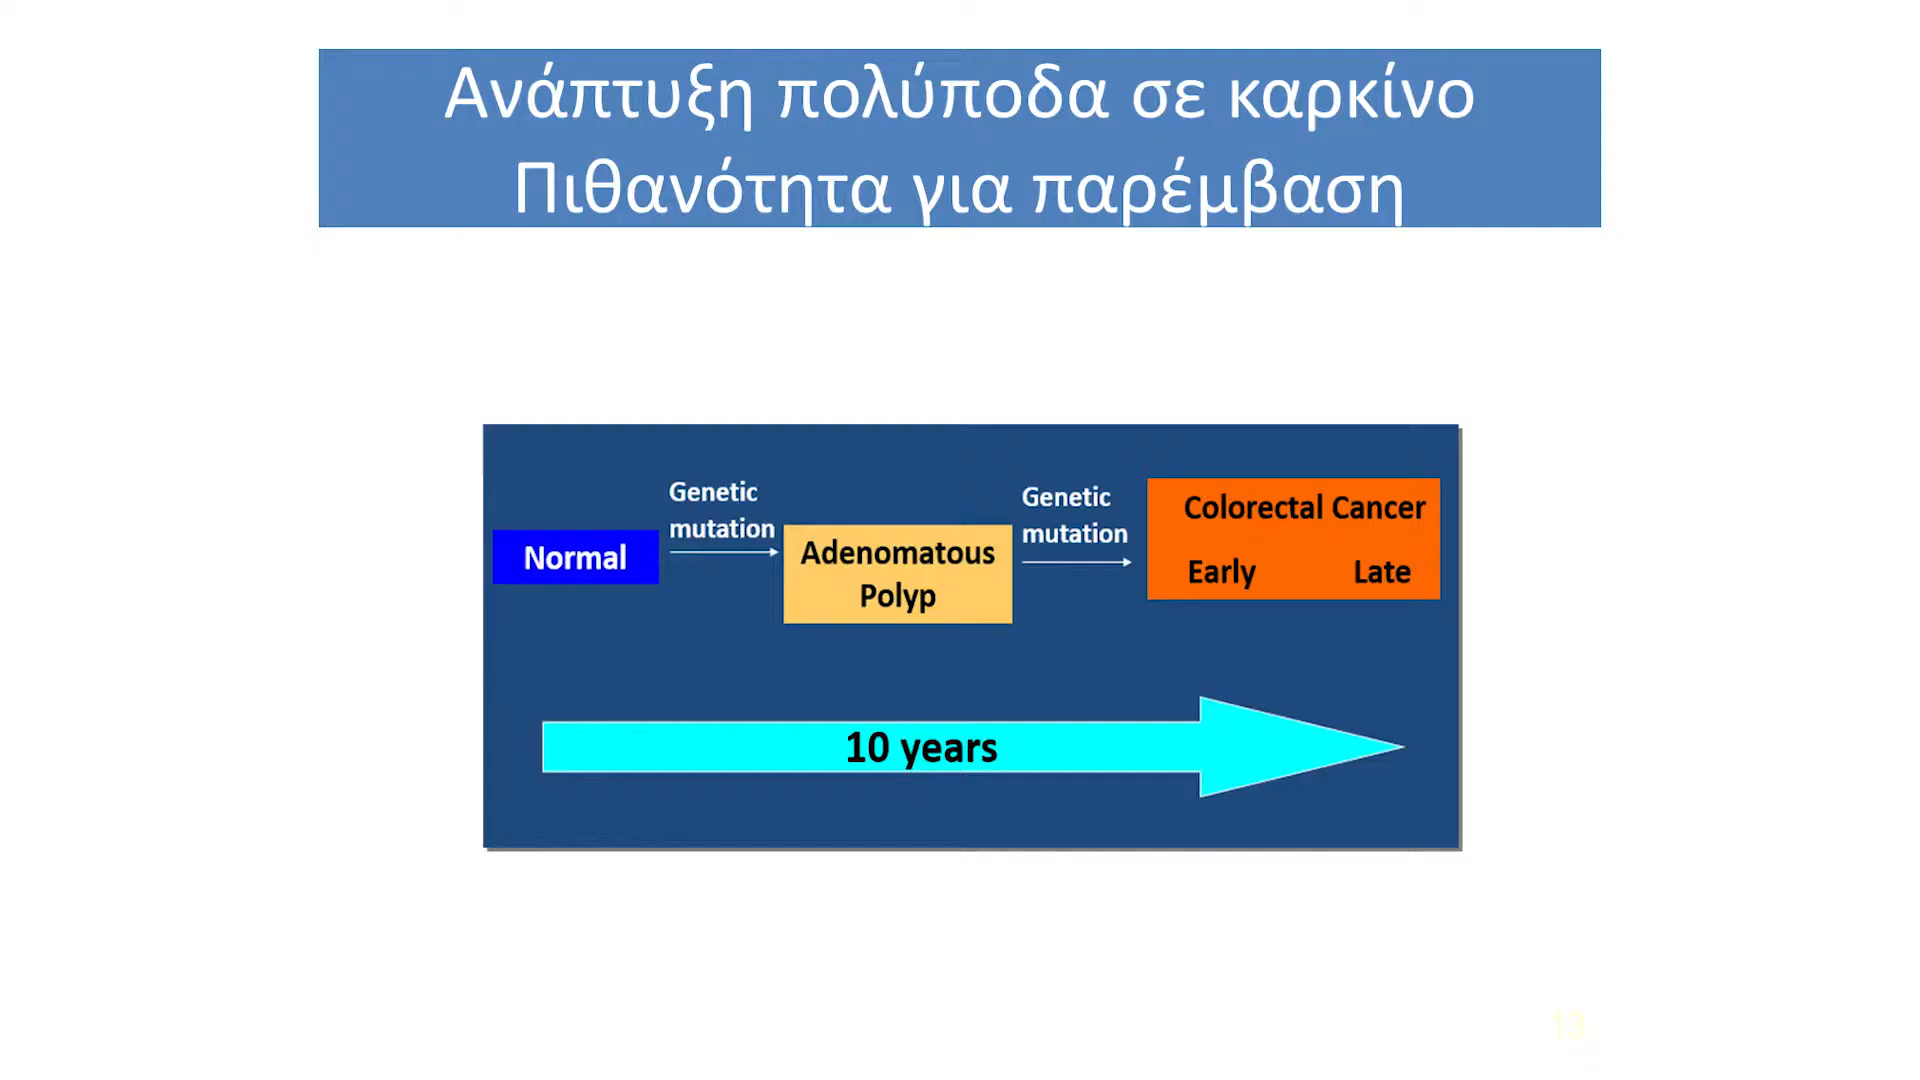 Ανάπτυξη πολύποδα σε καρκίνο
Πιθανότητα για παρέμβαση
Normal
Genetic
mutation
Adenomatous
Polyp
Genetic
mutation
Colorectal Cancer
Early Late
10 years
13